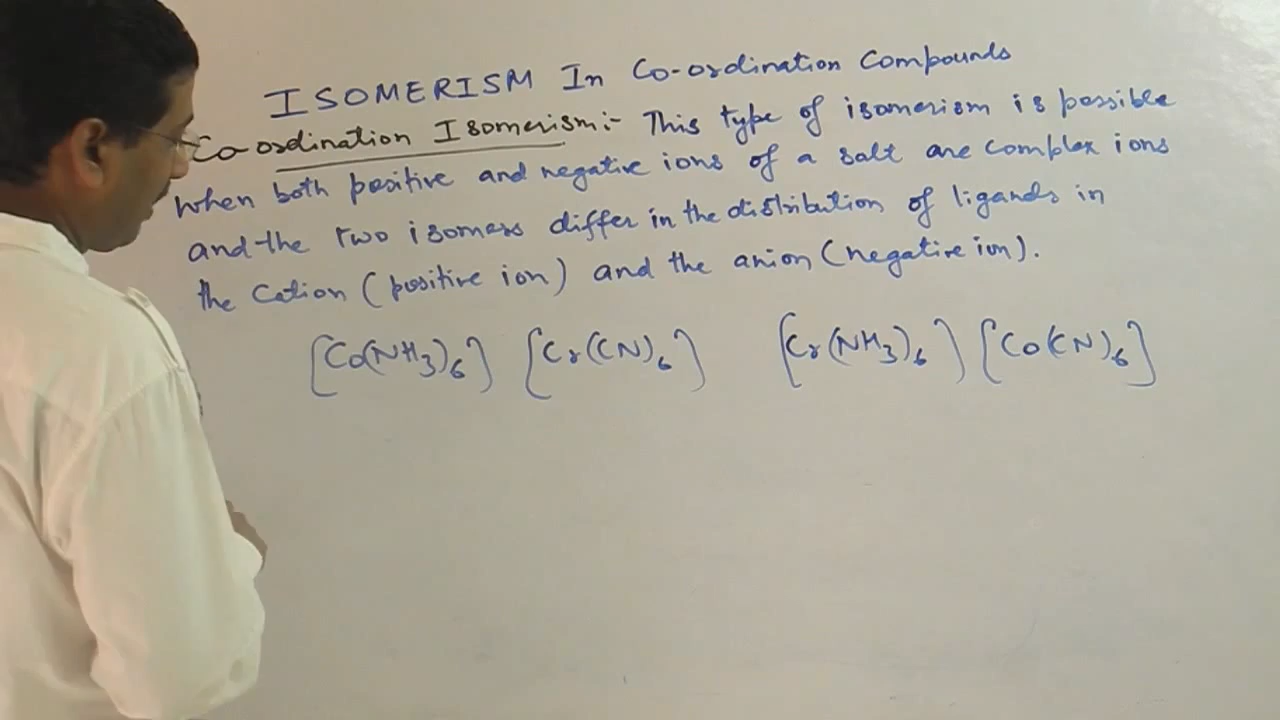 ISOMERISM In Co-ordination Compounds
Co-ordination Isomerism:- This type of isomerism is possible
when both positive and negative ions of a salt are complex ions
and the two isomers differ in the distribution of ligands in
the Cation (positive ion) and the anion (negative ion).
[Co(NH₃)₆] [Cr(CN)₆] [Cr(NH₃)₆] [Co(CN)₆]